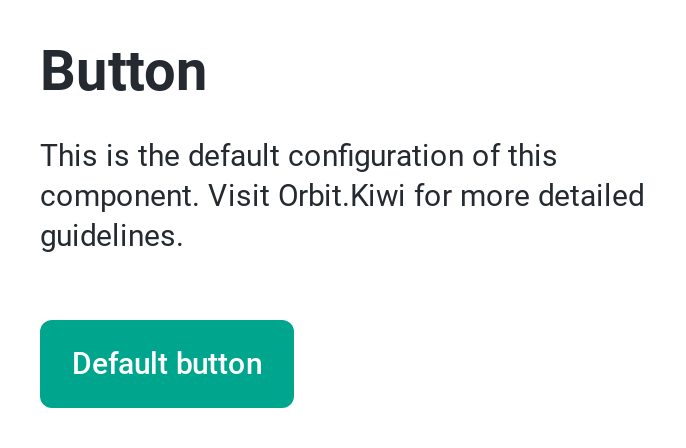 Button
This is the default configuration of this
component. Visit Orbit.Kiwi for more detailed
guidelines.
Default button